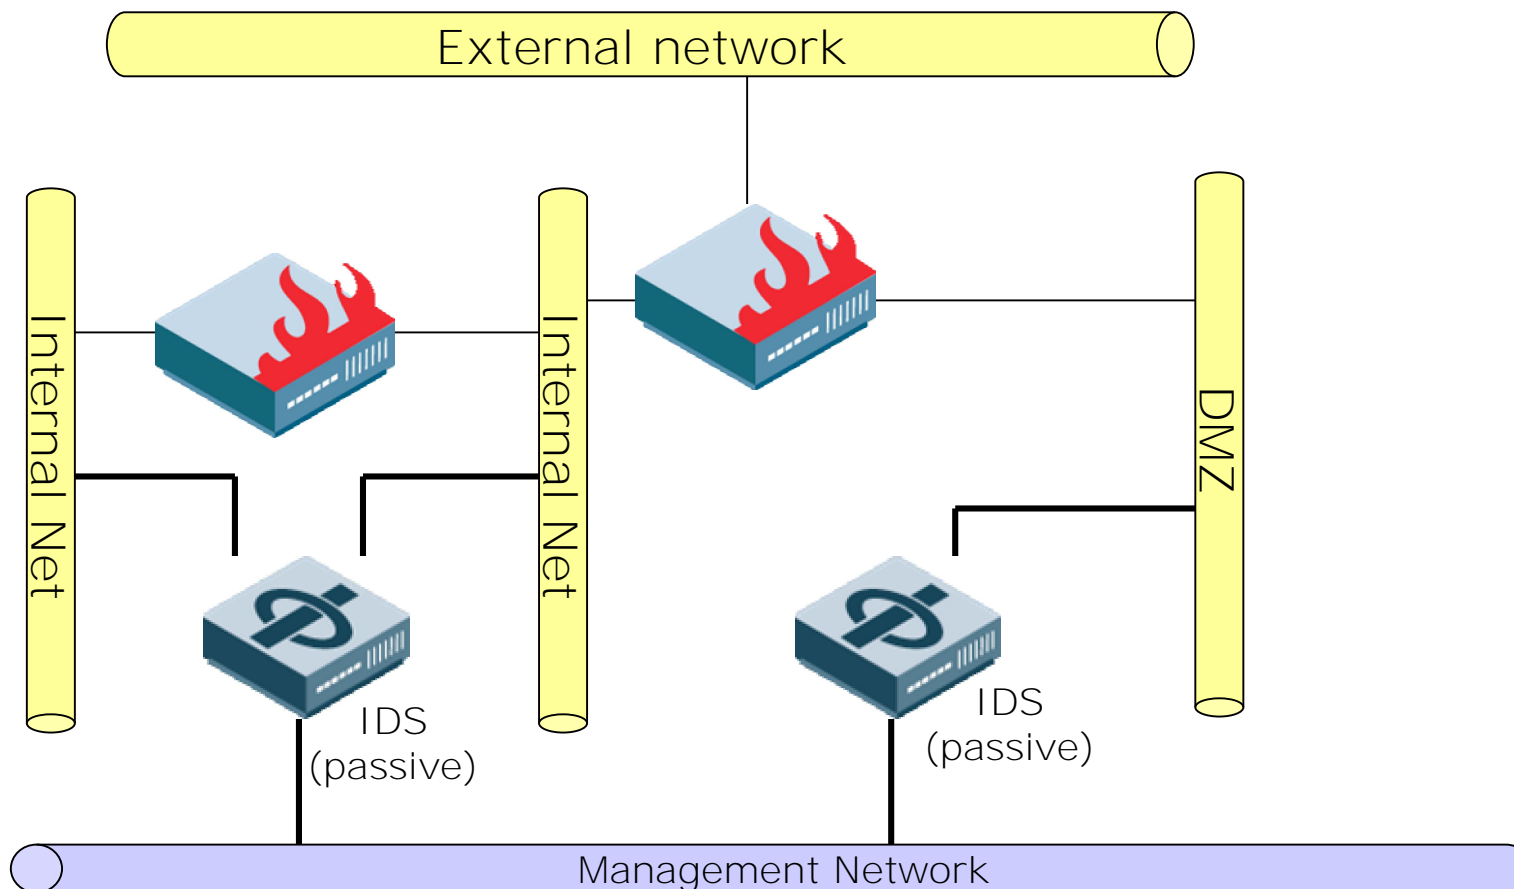 External network
Internal Net
Internal Net
DMZ
IDS
(passive)
IDS
(passive)
Management Network